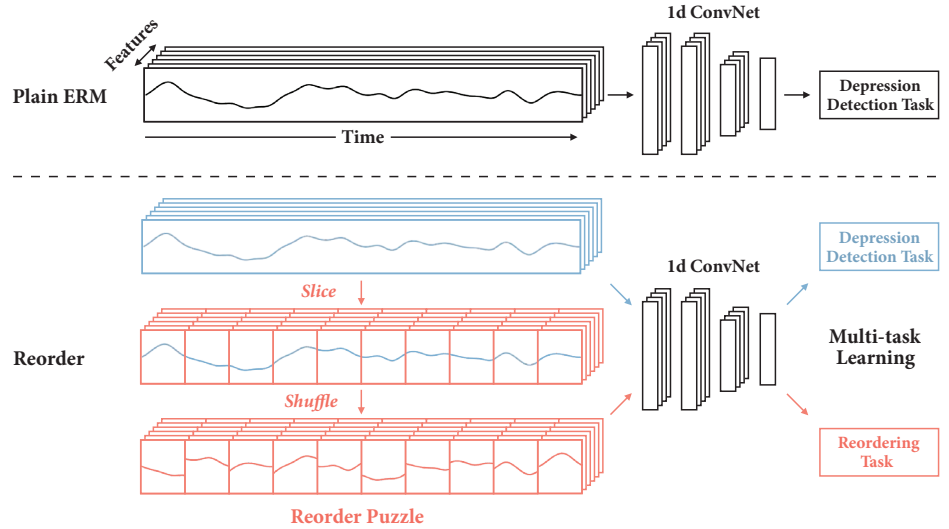 1d ConvNet
Features
Plain ERM
Depression
Detection Task
Time
Depression
Detection Task
1d ConvNet
Slice
Reorder
Multi-task
Learning
Shuffle
Reordering
Task
Reorder Puzzle